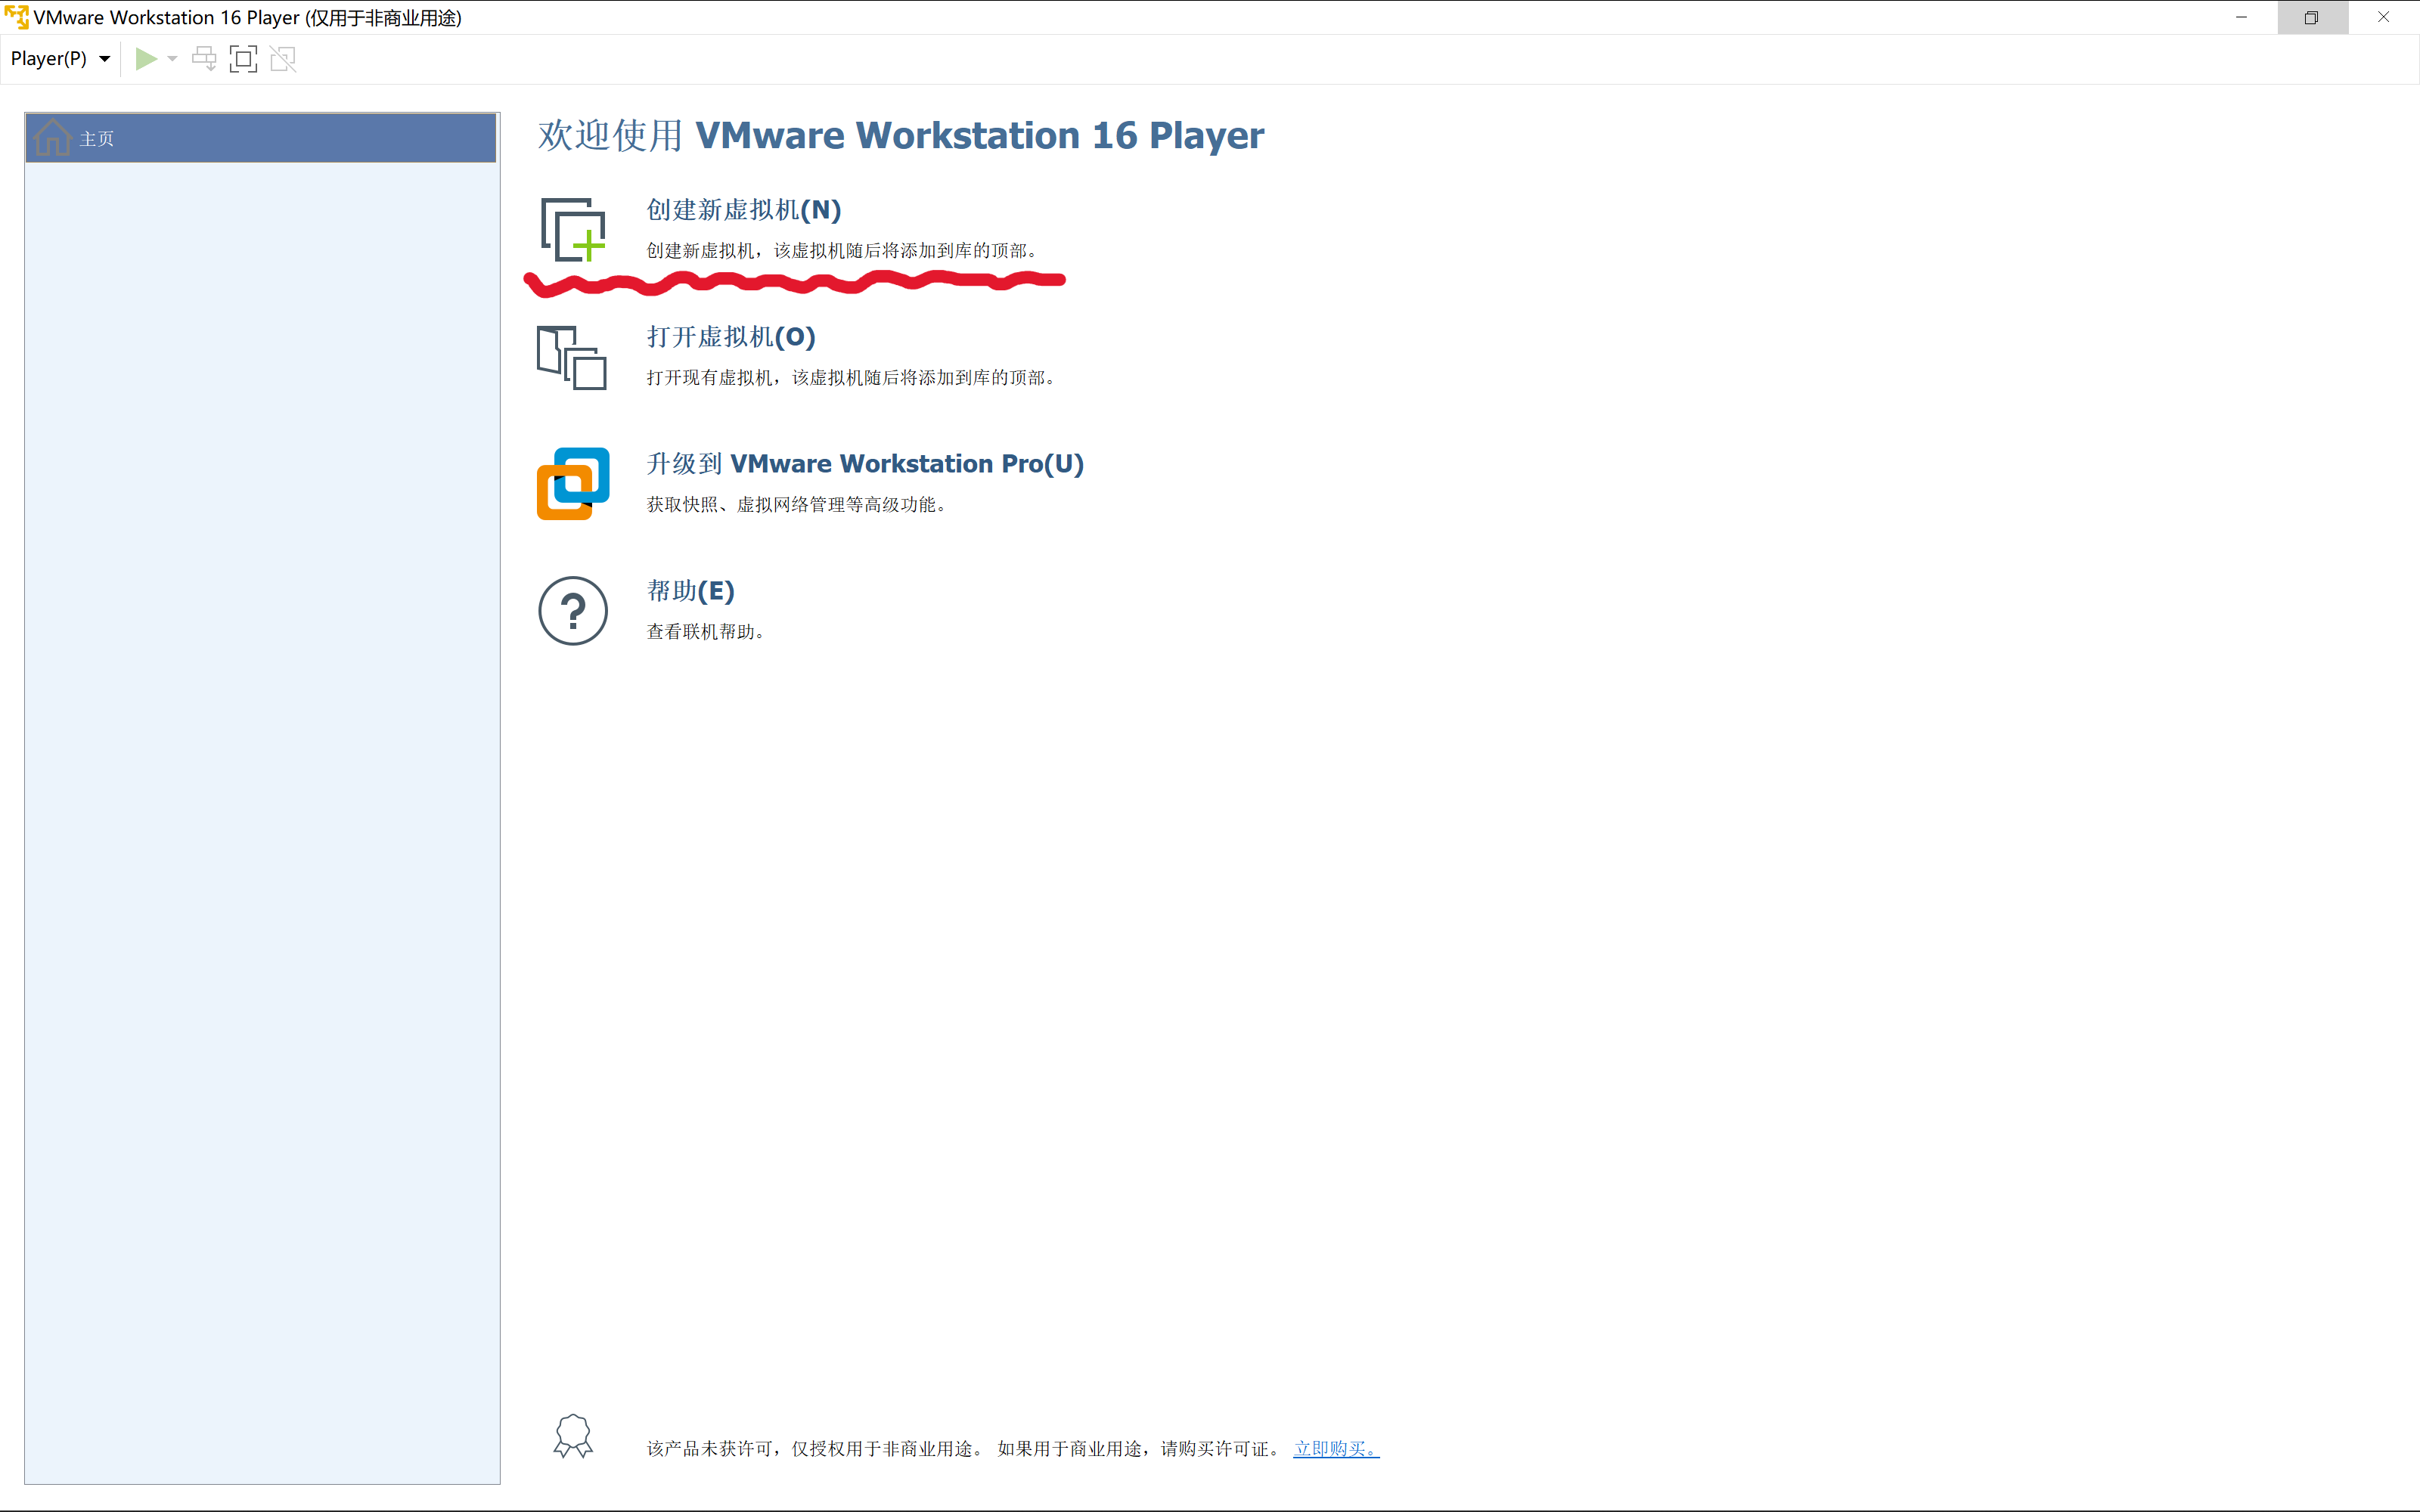 VMware Workstation 16 Player (仅用于非商业用途)
Player(P)
主页
欢迎使用 VMware Workstation 16 Player
创建新虚拟机(N)
创建新虚拟机，该虚拟机随后将添加到库的顶部。
打开虚拟机(O)
打开现有虚拟机，该虚拟机随后将添加到库的顶部。
升级到 VMware Workstation Pro(U)
获取快照、虚拟网络管理等高级功能。
帮助(E)
查看联机帮助。
该产品未获许可，仅授权用于非商业用途。 如果用于商业用途，请购买许可证。 立即购买。